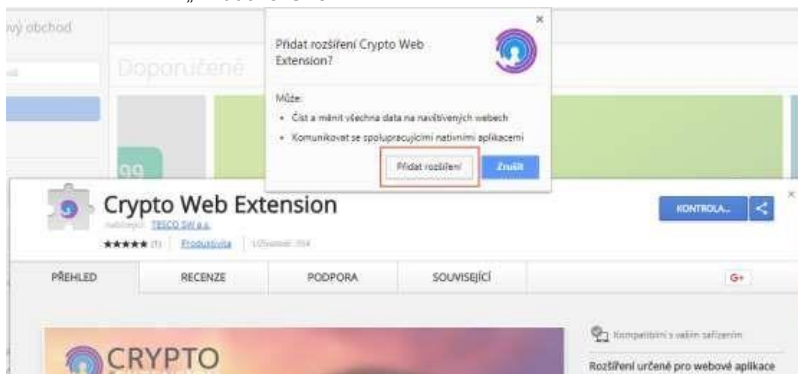 ový obchod
Doporučené
Přidat rozšíření Crypto Web
Extension?
Může:
Číst a měnit všechna data na navštívených webech
Komunikovat se spolupracujícími nativními aplikacemi
Přidat rozšíření
Zrušit
Crypto Web Extension
TESCO SW a.s.
(1)
Produktivita
KONTROLA...
PŘEHLED
RECENZE
PODPORA
SOUVISEJÍCÍ
G+
Kompatibilní s vaším zařízením
CRYPTO
Rozšíření určené pro webové aplikace